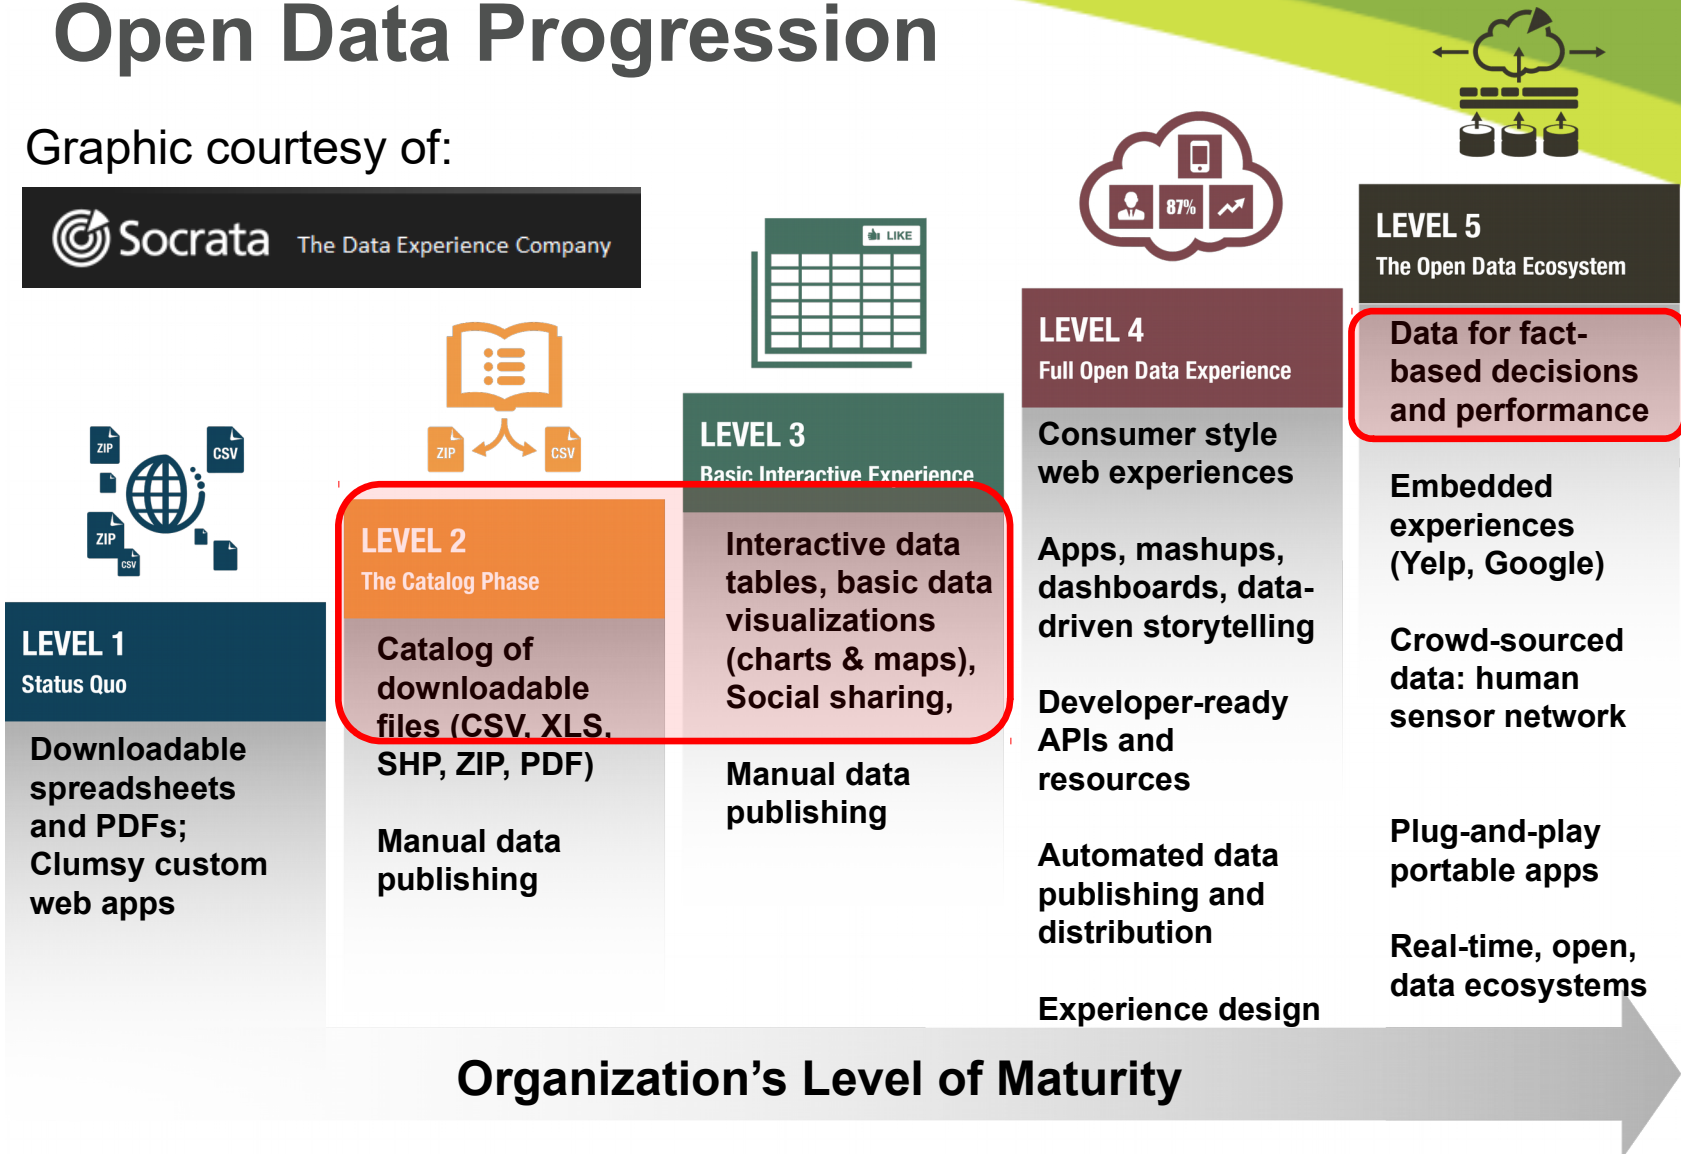 Open Data Progression
Graphic courtesy of:
Socrata The Data Experience Company
ZIP
CSV
ZIP
CSV
LEVEL 1
Status Quo
Downloadable
spreadsheets
and PDFs;
Clumsy custom
web apps
ZIP
CSV
LEVEL 2
The Catalog Phase
Catalog of
downloadable
files (CSV, XLS,
SHP, ZIP, PDF)
Manual data
publishing
LIKE
LEVEL 3
Basic Interactive Experience
Interactive data
tables, basic data
visualizations
(charts & maps),
Social sharing,
Manual data
publishing
87%
LEVEL 4
Full Open Data Experience
Consumer style
web experiences
Apps, mashups,
dashboards, data-
driven storytelling
Developer-ready
APIs and
resources
Automated data
publishing and
distribution
Experience design
LEVEL 5
The Open Data Ecosystem
Data for fact-
based decisions
and performance
Embedded
experiences
(Yelp, Google)
Crowd-sourced
data: human
sensor network
Plug-and-play
portable apps
Real-time, open,
data ecosystems
Organization’s Level of Maturity